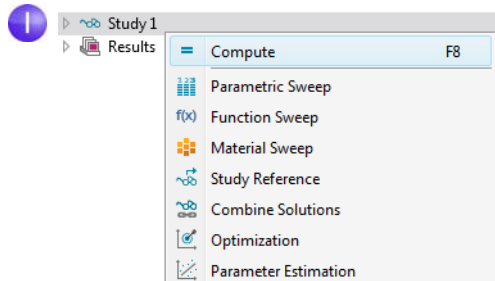 I
Study 1
Results
Compute F8
Parametric Sweep
f(x) Function Sweep
Material Sweep
Study Reference
Combine Solutions
Optimization
Parameter Estimation